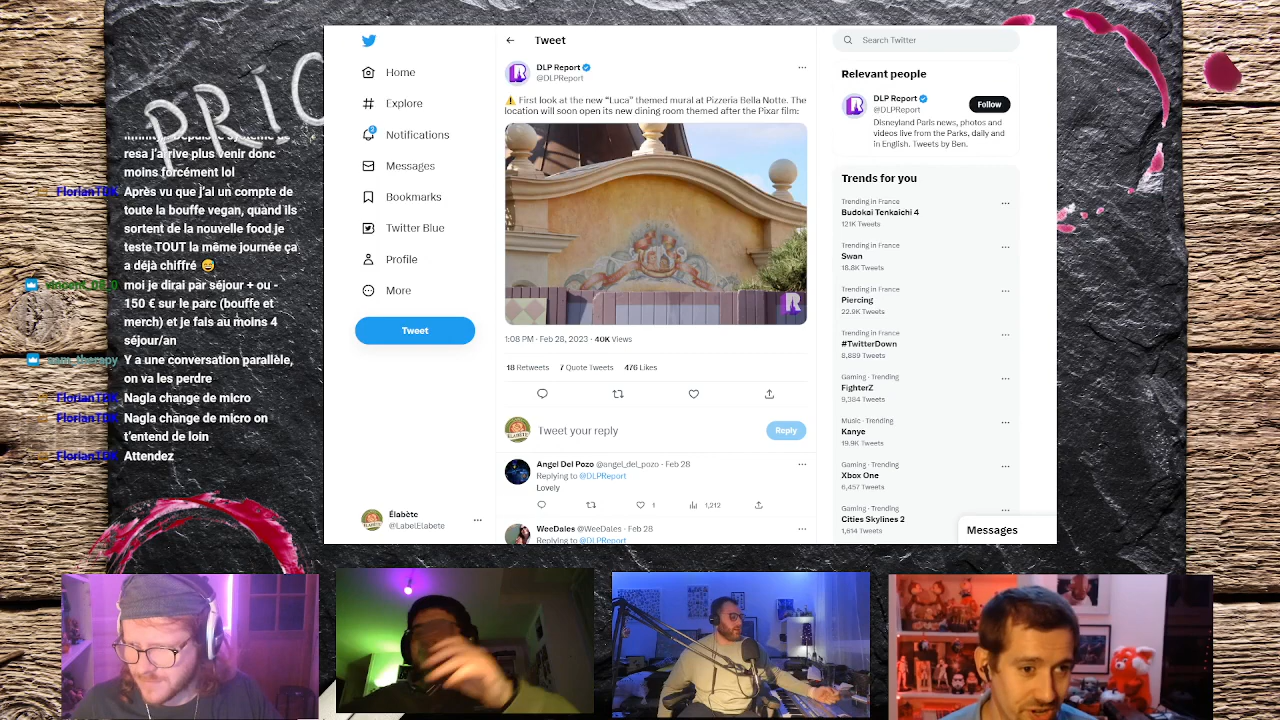 PRIC
resa j'arrive plus venir donc
moins forcément lol
FlorianTDK Après vu que j'ai un compte de
toute la bouffe vegan, quand ils
sortent la nouvelle food je
teste TOUT la même journée ça
a déjà chiffré 😅
moi je dirai par séjour + ou -
150 € sur le parc (bouffe et
merch) et je fais au moins 4
séjour/an
sam_therapy Y a une conversation parallèle,
on va les perdre
FlorianTDK Nagla change de micro
FlorianTDK Nagla change de micro on
t'entend de loin
FlorianTDK Attendez
Home
Explore
2
Notifications
Messages
Bookmarks
Twitter Blue
Profile
More
Tweet
Élabète
@LabelElabete
Tweet
DLP Report
@DLPReport
⚠️ First look at the new “Luca” themed mural at Pizzeria Bella Notte. The
location will soon open its new dining room themed after the Pixar film:
R
1:08 PM · Feb 28, 2023 · 40K Views
18 Retweets 7 Quote Tweets 476 Likes
ÉLABÈTE
Tweet your reply
Reply
Angel Del Pozo @angel_del_pozo · Feb 28
Replying to @DLPReport
Lovely
1 1,212
WeeDales @WeeDales · Feb 28
Replying to @DLPReport
Search Twitter
Relevant people
DLP Report
@DLPReport
Follow
Disneyland Paris news, photos and
videos live from the Parks, daily and
in English. Tweets by Ben.
Trends for you
Trending in France
Budokai Tenkaichi 4
121K Tweets
Trending in France
Swan
18.8K Tweets
Trending in France
Piercing
22.9K Tweets
Trending in France
#TwitterDown
8,889 Tweets
Gaming · Trending
FighterZ
9,384 Tweets
Music · Trending
Kanye
19.9K Tweets
Gaming · Trending
Xbox One
6,457 Tweets
Gaming · Trending
Cities Skylines 2
1,614 Tweets
Messages